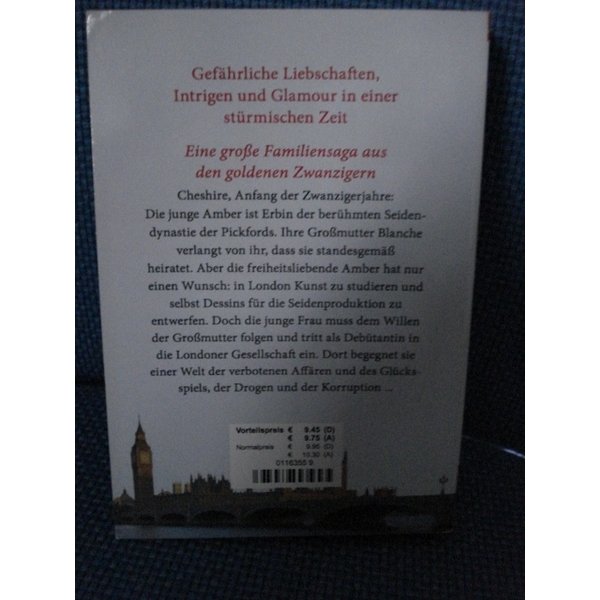 Gefährliche Liebschaften,
Intrigen und Glamour in einer
stürmischen Zeit
Eine große Familiensaga aus
den goldenen Zwanzigern
Cheshire, Anfang der Zwanzigerjahre:
Die junge Amber ist Erbin der berühmten Seiden-
dynastie der Pickfords. Ihre Großmutter Blanche
verlangt von ihr, dass sie standesgemäß
heiratet. Aber die freiheitsliebende Amber hat nur
einen Wunsch: in London Kunst zu studieren und
selbst Dessins für die Seidenproduktion zu
entwerfen. Doch die junge Frau muss dem Willen
der Großmutter folgen und tritt als Debütantin in
die Londoner Gesellschaft ein. Dort begegnet sie
einer Welt der verbotenen Affären und des Glücks-
spiels, der Drogen und der Korruption ...
Vorteilspreis € 9.45 (D)
€ 9.75 (A)
Normalpreis € 9.95 (D)
€ 10.30 (A)
0116355 9